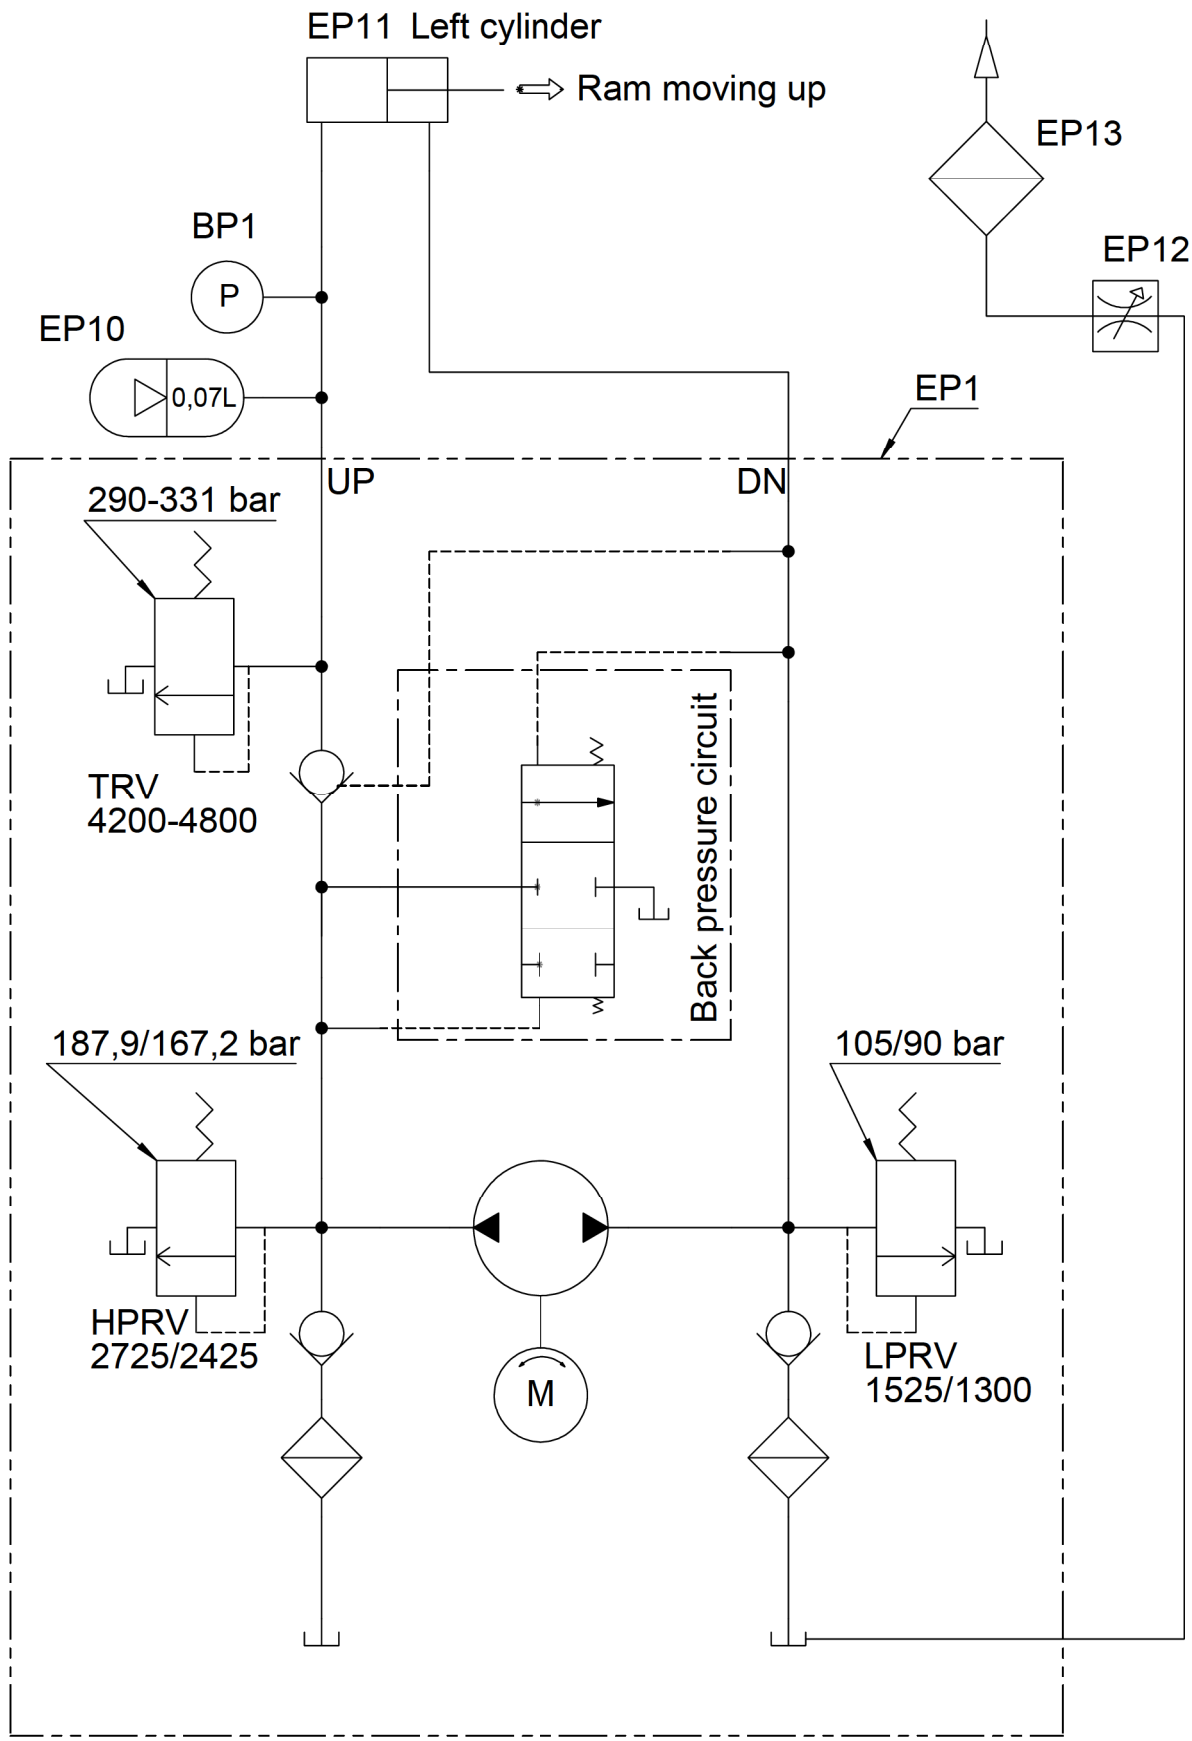 EP11 Left cylinder
Ram moving up
EP13
BP1
P
EP12
EP10
0,07L
EP1
UP
DN
290-331 bar
TRV
4200-4800
Back pressure circuit
187,9/167,2 bar
105/90 bar
HPRV
2725/2425
LPRV
1525/1300
M